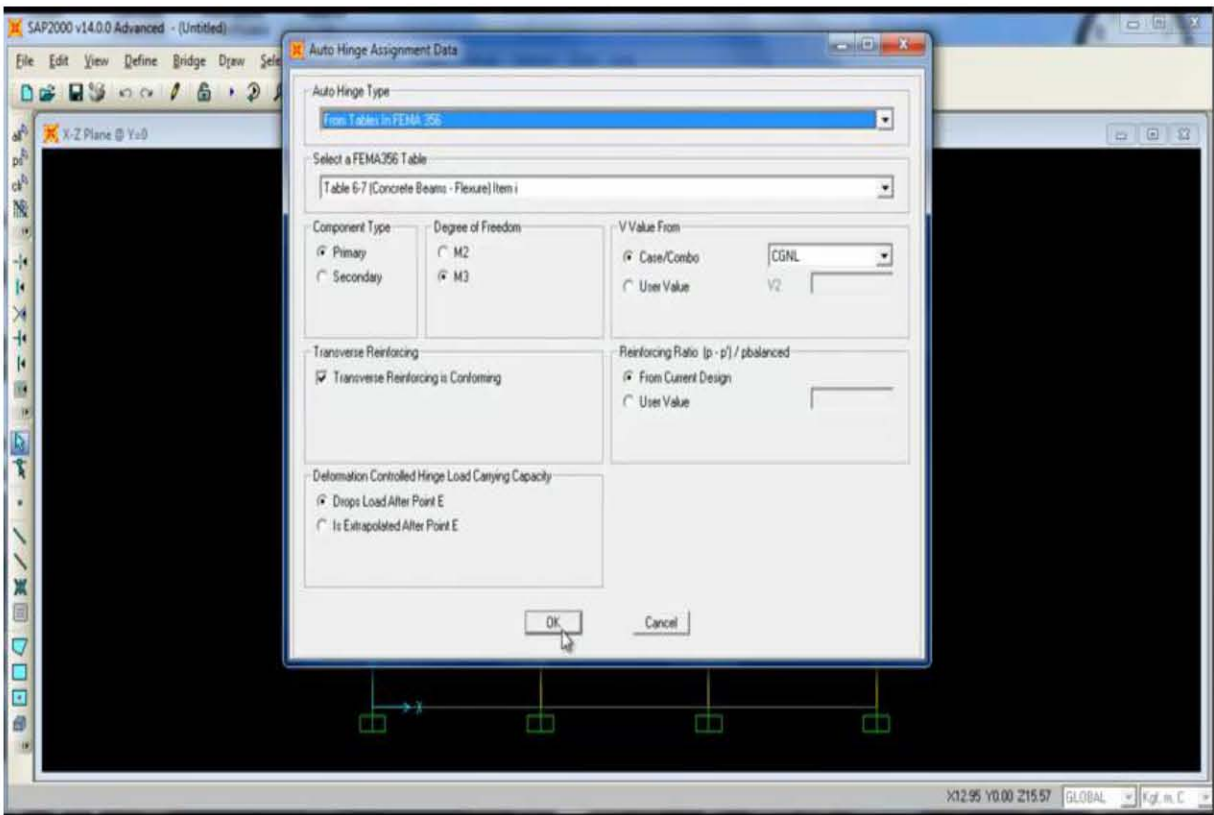 SAP2000 v14.0.0 Advanced - (Untitled)
File Edit View Define Bridge Draw Sele
X-Z Plane @ Y=0
Auto Hinge Assignment Data
Auto Hinge Type
From Tables In FEMA 356
Select a FEMA356 Table
Table 6-7 (Concrete Beams - Flexure) Item i
Component Type
Primary
Secondary
Degree of Freedom
M2
M3
V Value From
Case/Combo
CGNL
User Value
V2
Transverse Reinforcing
Transverse Reinforcing is Conforming
Reinforcing Ratio (p - p') / pbalanced
From Current Design
User Value
Deformation Controlled Hinge Load Carrying Capacity
Drops Load After Point E
Is Extrapolated After Point E
OK
Cancel
X
X12.95 Y0.00 Z15.57
GLOBAL
Kgf, m, C